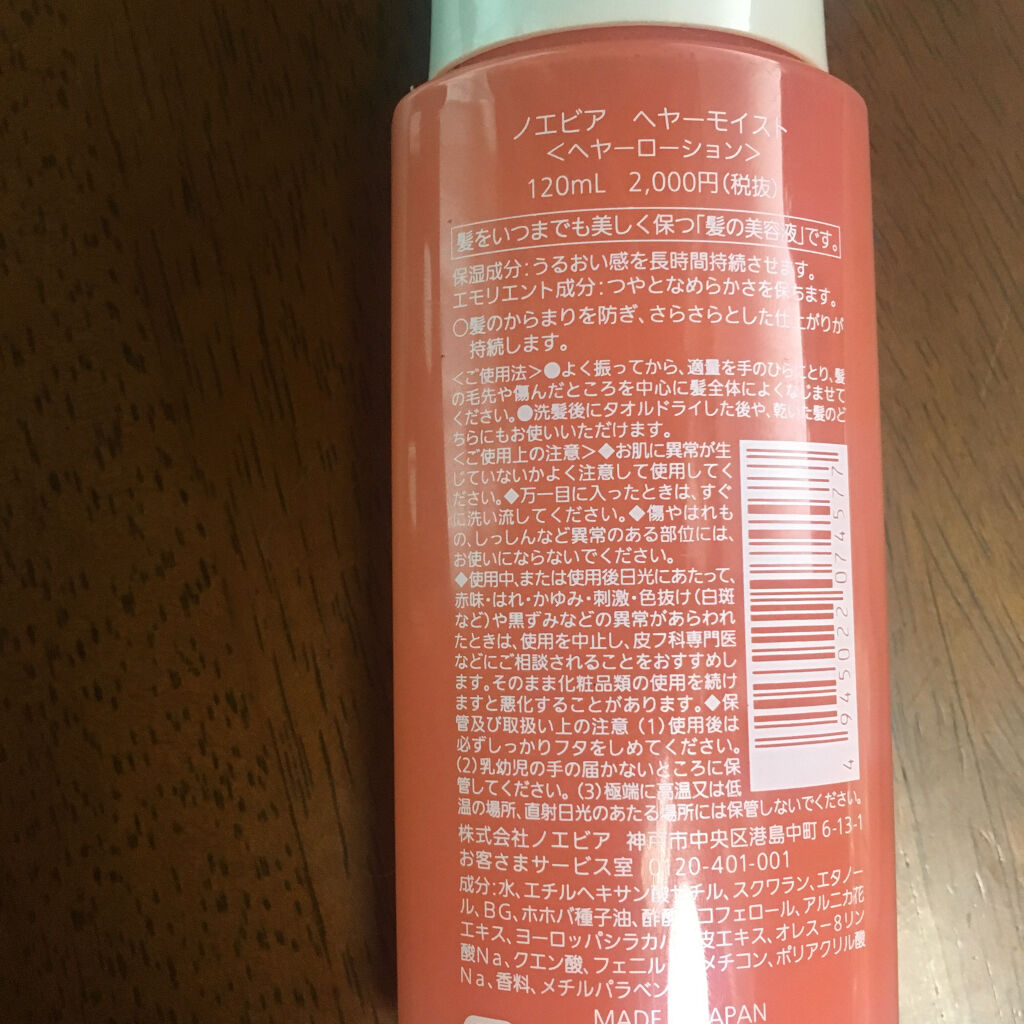 ノエビア ヘヤーモイスト
<ヘヤーローション>
120mL 2,000円(税抜)
髪をいつまでも美しく保つ「髪の美容液」です。
保湿成分:うるおい感を長時間持続させます。
エモリエント成分:つやとなめらかさを保ちます。
○髪のからまりを防ぎ、さらさらとした仕上がりが
持続します。
<ご使用法>●よく振ってから、適量を手のひらにとり、髪
の毛先や傷んだところを中心に髪全体によくなじませて
ください。●洗髪後にタオルドライした後や、乾いた髪のど
ちらにもお使いいただけます。
<ご使用上の注意>◆お肌に異常が生
じていないかよく注意して使用してく
ださい。◆万一目に入ったときは、すぐ
に洗い流してください。◆傷やはれも
の、しっしんなど異常のある部位には、
お使いにならないでください。
◆使用中、または使用後日光にあたって、
赤味・はれ・かゆみ・刺激・色抜け(白斑
など)や黒ずみなどの異常があらわれ
たときは、使用を中止し、皮フ科専門医
などにご相談されることをおすすめし
ます。そのまま化粧品類の使用を続け
ますと悪化することがあります。◆保
管及び取扱い上の注意 (1)使用後は
必ずしっかりフタをしめてください。
(2)乳幼児の手の届かないところに保
管してください。(3)極端に高温又は低
温の場所、直射日光のあたる場所には保管しないでください。
4945022074577
株式会社ノエビア 神戸市中央区港島中町 6-13-1
お客さまサービス室 0120-401-001
成分:水、エチルヘキサン酸セチル、スクワラン、エタノー
ル、BG、ホホバ種子油、酢酸トコフェロール、アルニカ花
エキス、ヨーロッパシラカバ樹皮エキス、オレス-8リン
酸Na、クエン酸、フェニル メチコン、ポリアクリル酸
Na、香料、メチルパラベン
MADE JAPAN